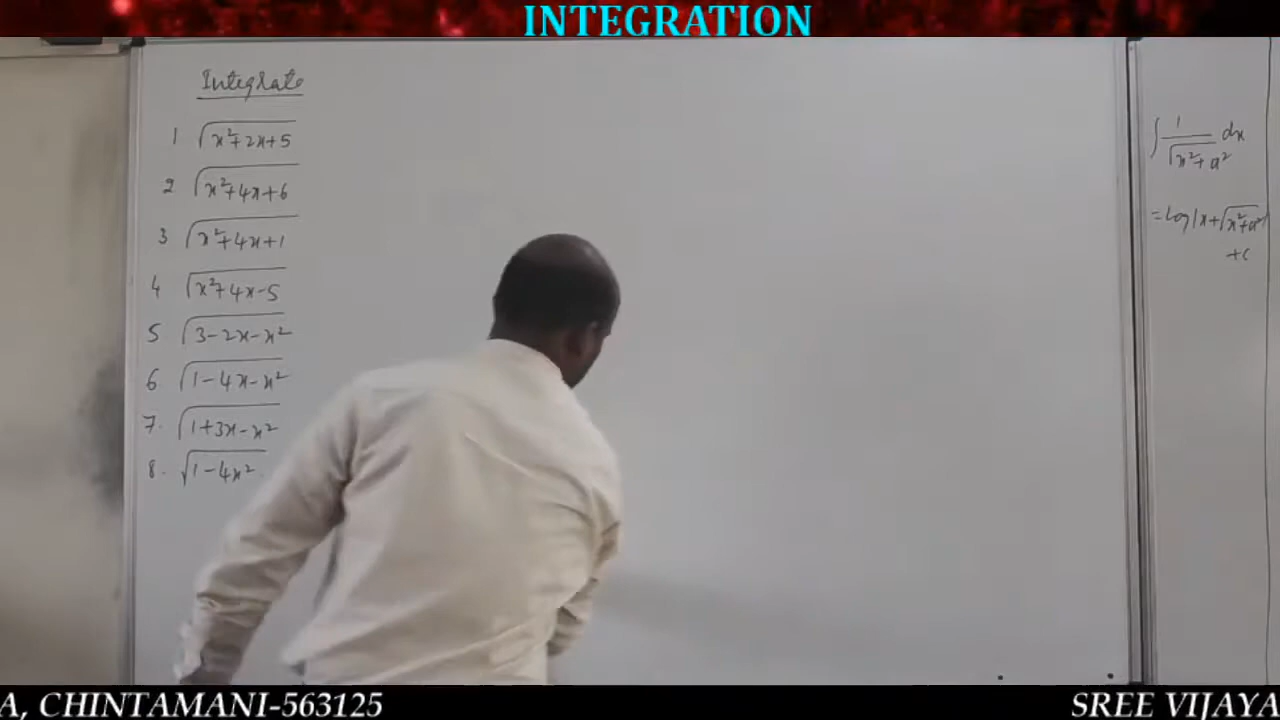 INTEGRATION
Integrate
1 √x²+2x+5
2 √x²+4x+6
3 √x²+4x+1
4 √x²+4x-5
5 √3-2x-x²
6 √1-4x-x²
7. √1+3x-x²
8. √1-4x²
∫ 1/√x²+a² dx
=log|x+√x²+a²|
+c
A, CHINTAMANI-563125
SREE VIJAYA